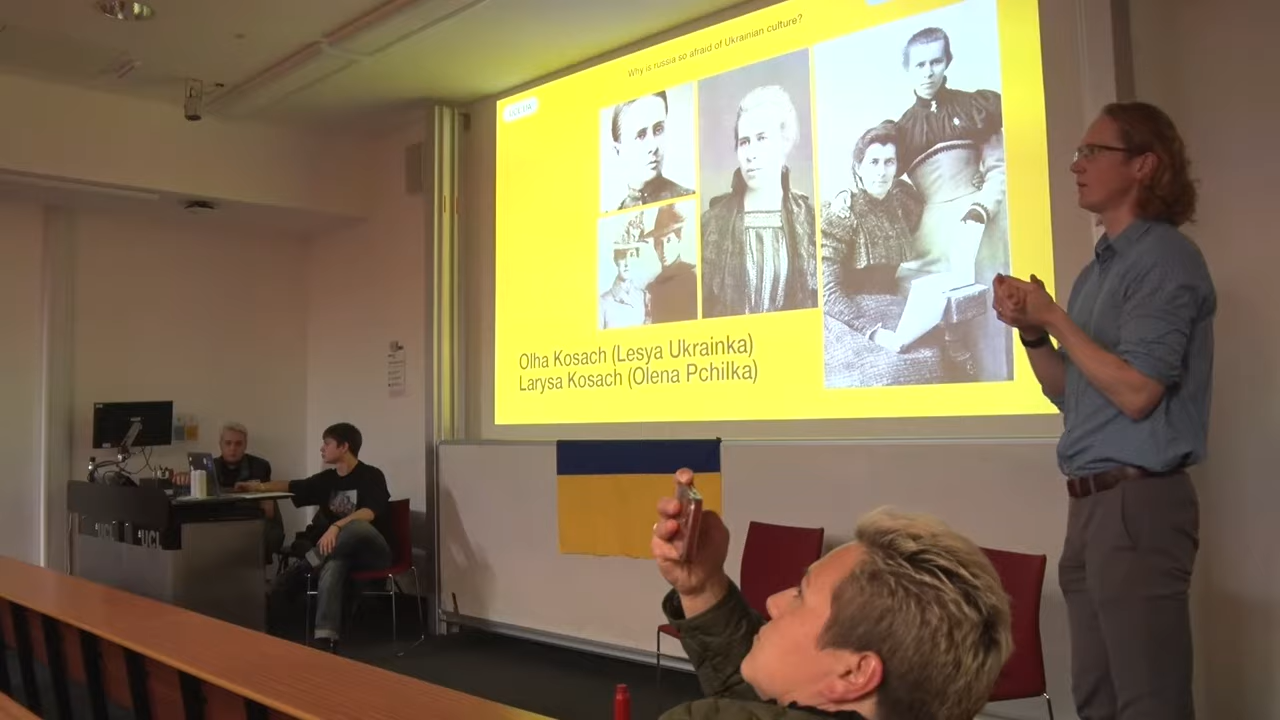 Why is russia so afraid of Ukrainian culture?
Olha Kosach (Lesya Ukrainka)
Larysa Kosach (Olena Pchilka)
UCL
UCL